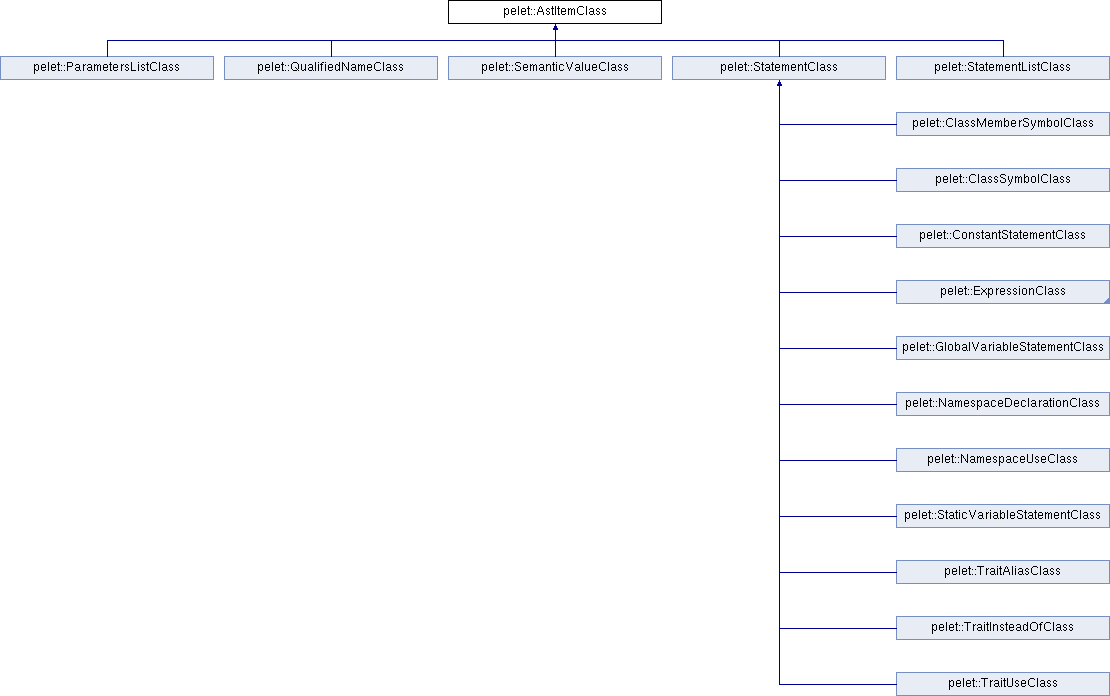 pelet::AstItemClass
pelet::ParametersListClass
pelet::QualifiedNameClass
pelet::SemanticValueClass
pelet::StatementClass
pelet::StatementListClass
pelet::ClassMemberSymbolClass
pelet::ClassSymbolClass
pelet::ConstantStatementClass
pelet::ExpressionClass
pelet::GlobalVariableStatementClass
pelet::NamespaceDeclarationClass
pelet::NamespaceUseClass
pelet::StaticVariableStatementClass
pelet::TraitAliasClass
pelet::TraitInsteadOfClass
pelet::TraitUseClass